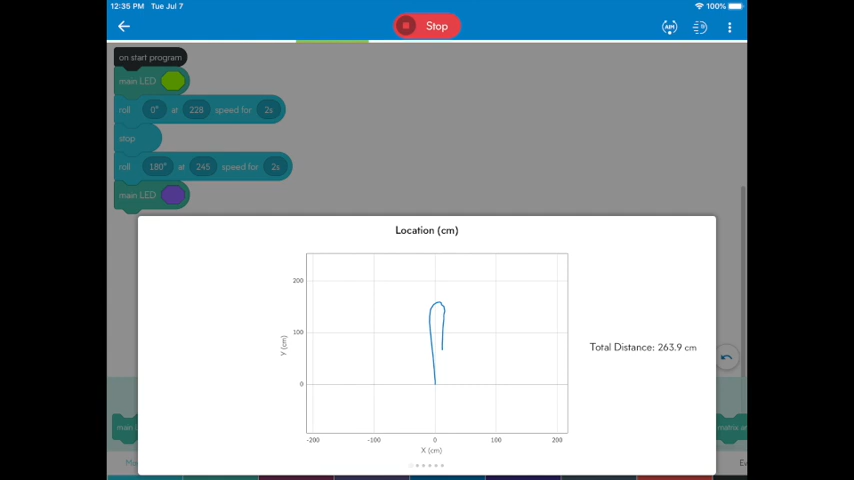 12:35 PM Tue Jul 7
100%
Stop
API
on start program
main LED
roll 0° at 228 speed for 2s
stop
roll 180° at 245 speed for 2s
main LED
Location (cm)
200
100
0
Y (cm)
-200 -100 0 100 200
X (cm)
Total Distance: 263.9 cm
main
matrix